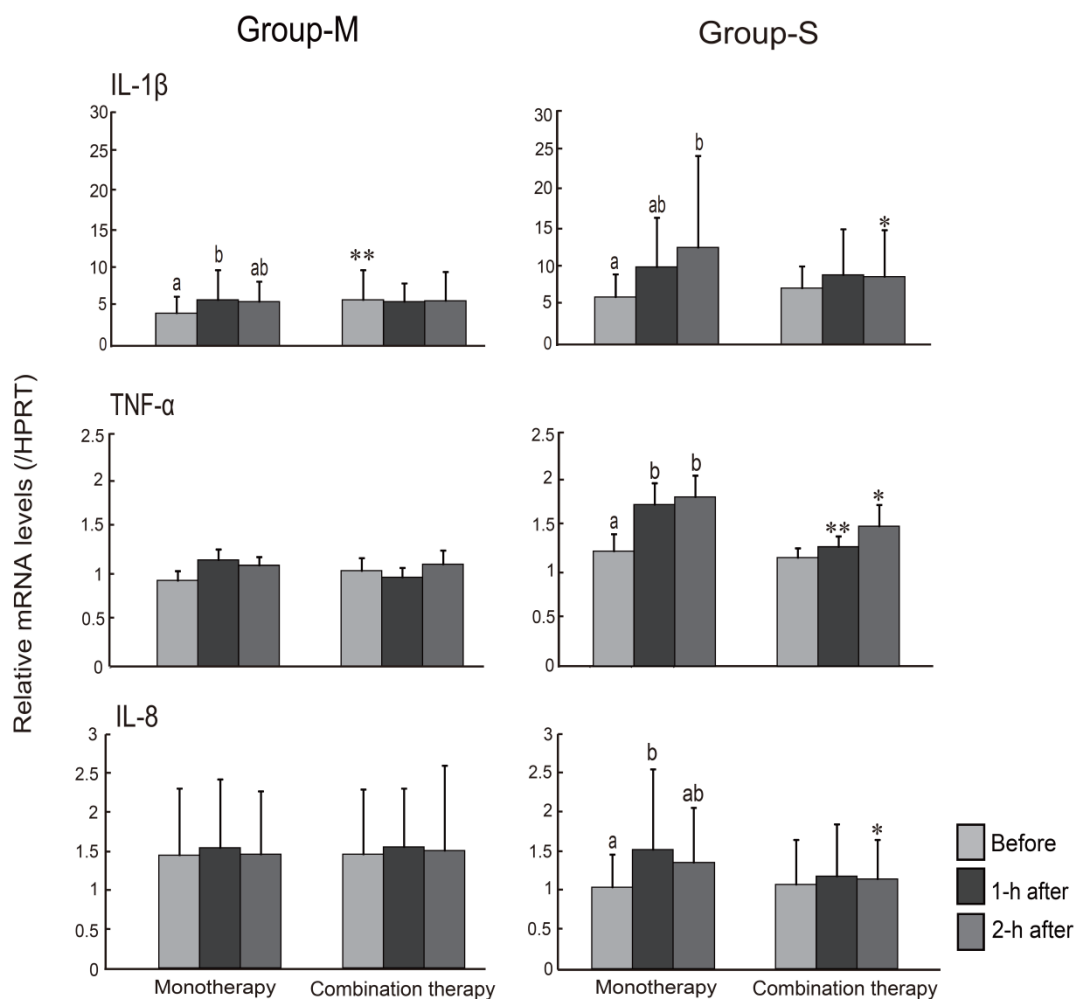 Group-M
Group-S
Relative mRNA levels (/HPRT)
IL-1β
30
25
20
15
10
5
0
a
b
ab
**
30
25
20
15
10
5
0
a
ab
b
*
TNF-α
2.5
2
1.5
1
0.5
0
2.5
2
1.5
1
0.5
0
a
b
b
**
*
IL-8
3
2.5
2
1.5
1
0.5
0
Monotherapy
Combination therapy
3
2.5
2
1.5
1
0.5
0
a
b
ab
*
Monotherapy
Combination therapy
Before
1-h after
2-h after